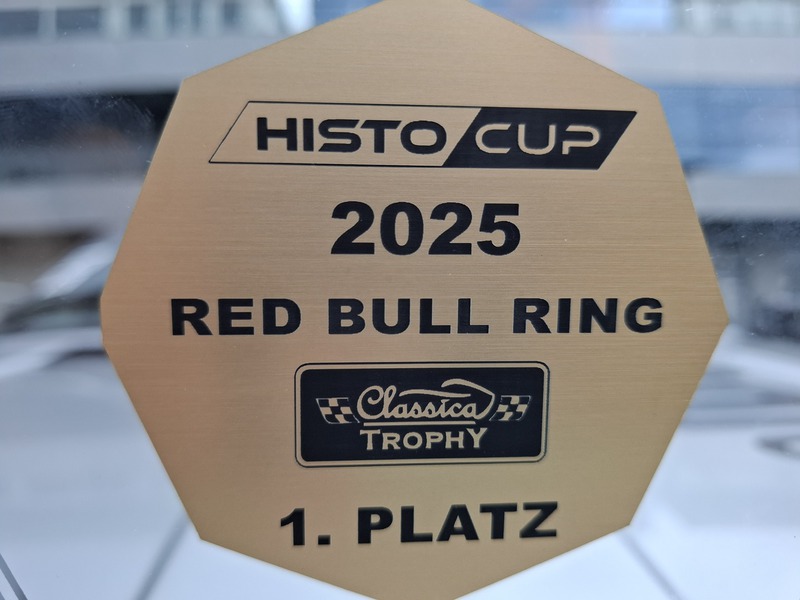 HISTO CUP
2025
RED BULL RING
Classica
TROPHY
1. PLATZ